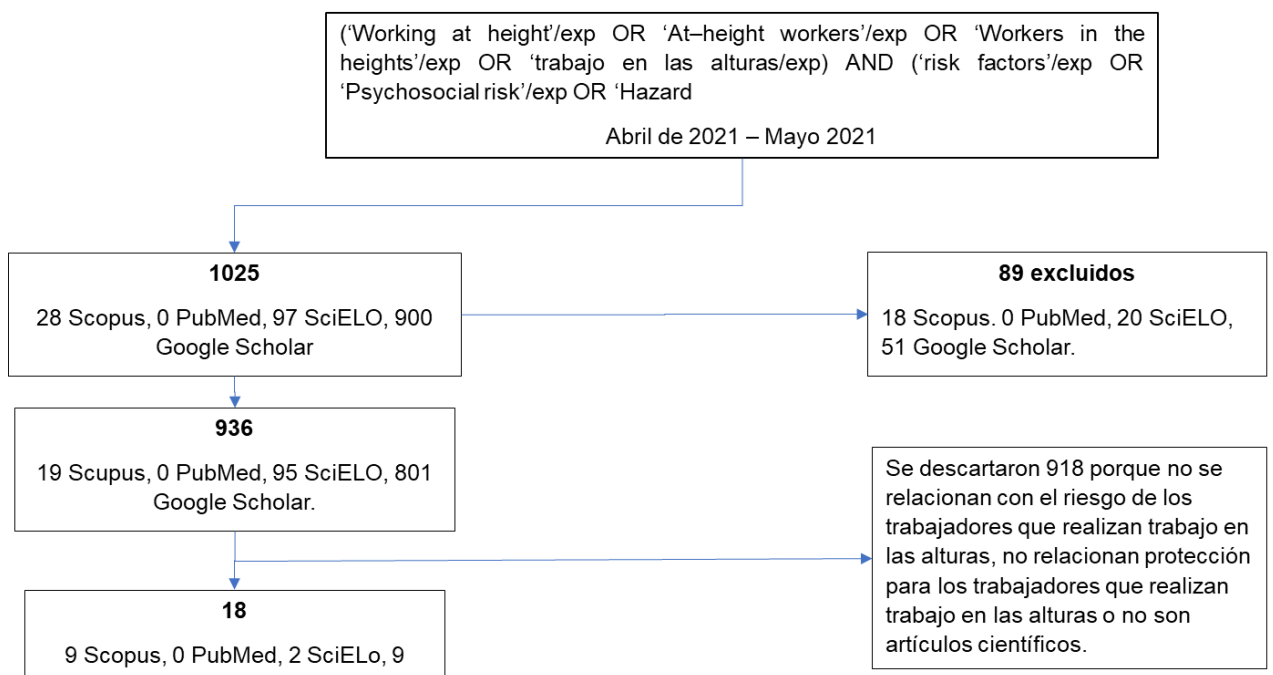 (‘Working at height’/exp OR ‘At–height workers’/exp OR ‘Workers in the
heights’/exp OR ‘trabajo en las alturas/exp) AND (‘risk factors’/exp OR
‘Psychosocial risk’/exp OR ‘Hazard
Abril de 2021 – Mayo 2021
1025
28 Scopus, 0 PubMed, 97 SciELO, 900
Google Scholar
89 excluidos
18 Scopus. 0 PubMed, 20 SciELO,
51 Google Scholar.
936
19 Scupus, 0 PubMed, 95 SciELO, 801
Google Scholar.
Se descartaron 918 porque no se
relacionan con el riesgo de los
trabajadores que realizan trabajo en
las alturas, no relacionan protección
para los trabajadores que realizan
trabajo en las alturas o no son
artículos científicos.
18
9 Scopus, 0 PubMed, 2 SciELo, 9